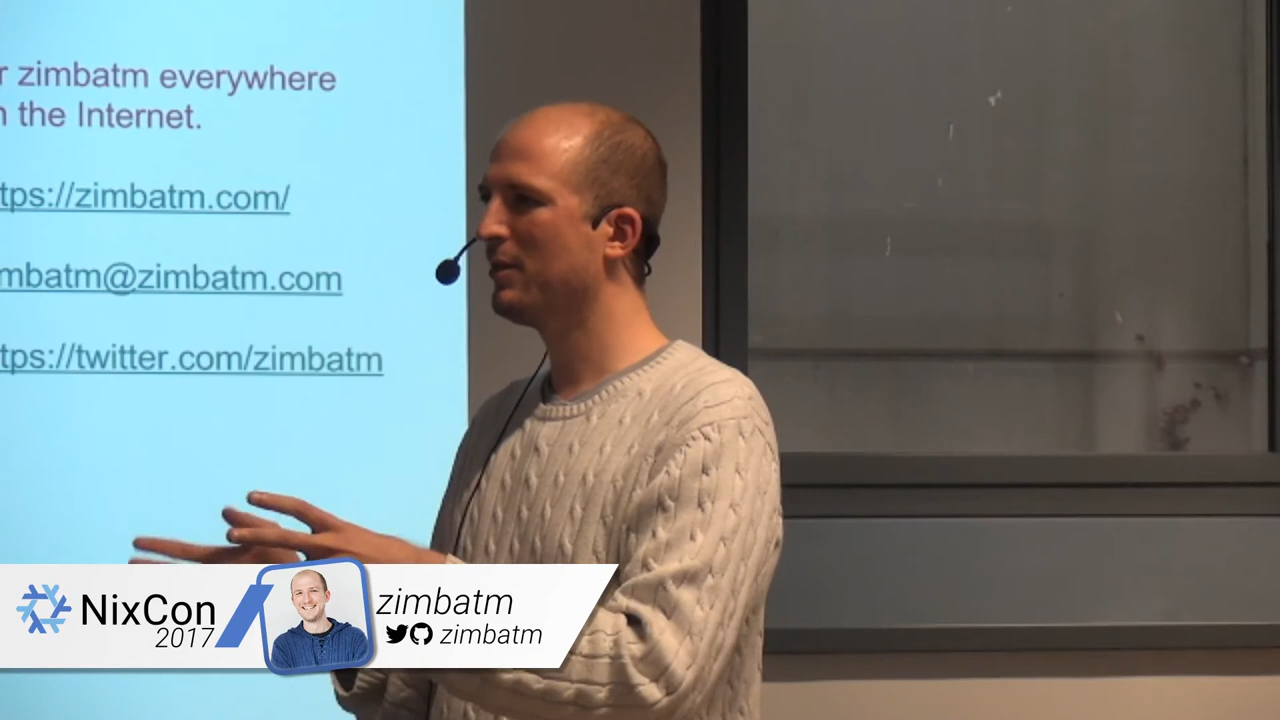 r zimbatm everywhere
n the Internet.
tps://zimbatm.com/
mbatm@zimbatm.com
tps://twitter.com/zimbatm
NixCon
2017
zimbatm
zimbatm